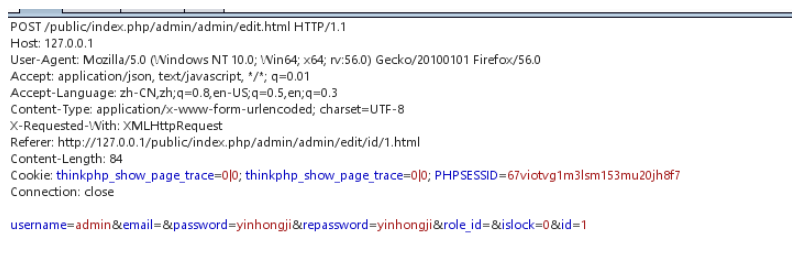 POST /public/index.php/admin/admin/edit.html HTTP/1.1
Host: 127.0.0.1
User-Agent: Mozilla/5.0 (Windows NT 10.0; Win64; x64; rv:56.0) Gecko/20100101 Firefox/56.0
Accept: application/json, text/javascript, */*; q=0.01
Accept-Language: zh-CN,zh;q=0.8,en-US;q=0.5,en;q=0.3
Content-Type: application/x-www-form-urlencoded; charset=UTF-8
X-Requested-With: XMLHttpRequest
Referer: http://127.0.0.1/public/index.php/admin/admin/edit/id/1.html
Content-Length: 84
Cookie: thinkphp_show_page_trace=0|0; thinkphp_show_page_trace=0|0; PHPSESSID=67viotvg1m3lsm153mu20jh8f7
Connection: close
username=admin&email=&password=yinhongji&repassword=yinhongji&role_id=&islock=0&id=1